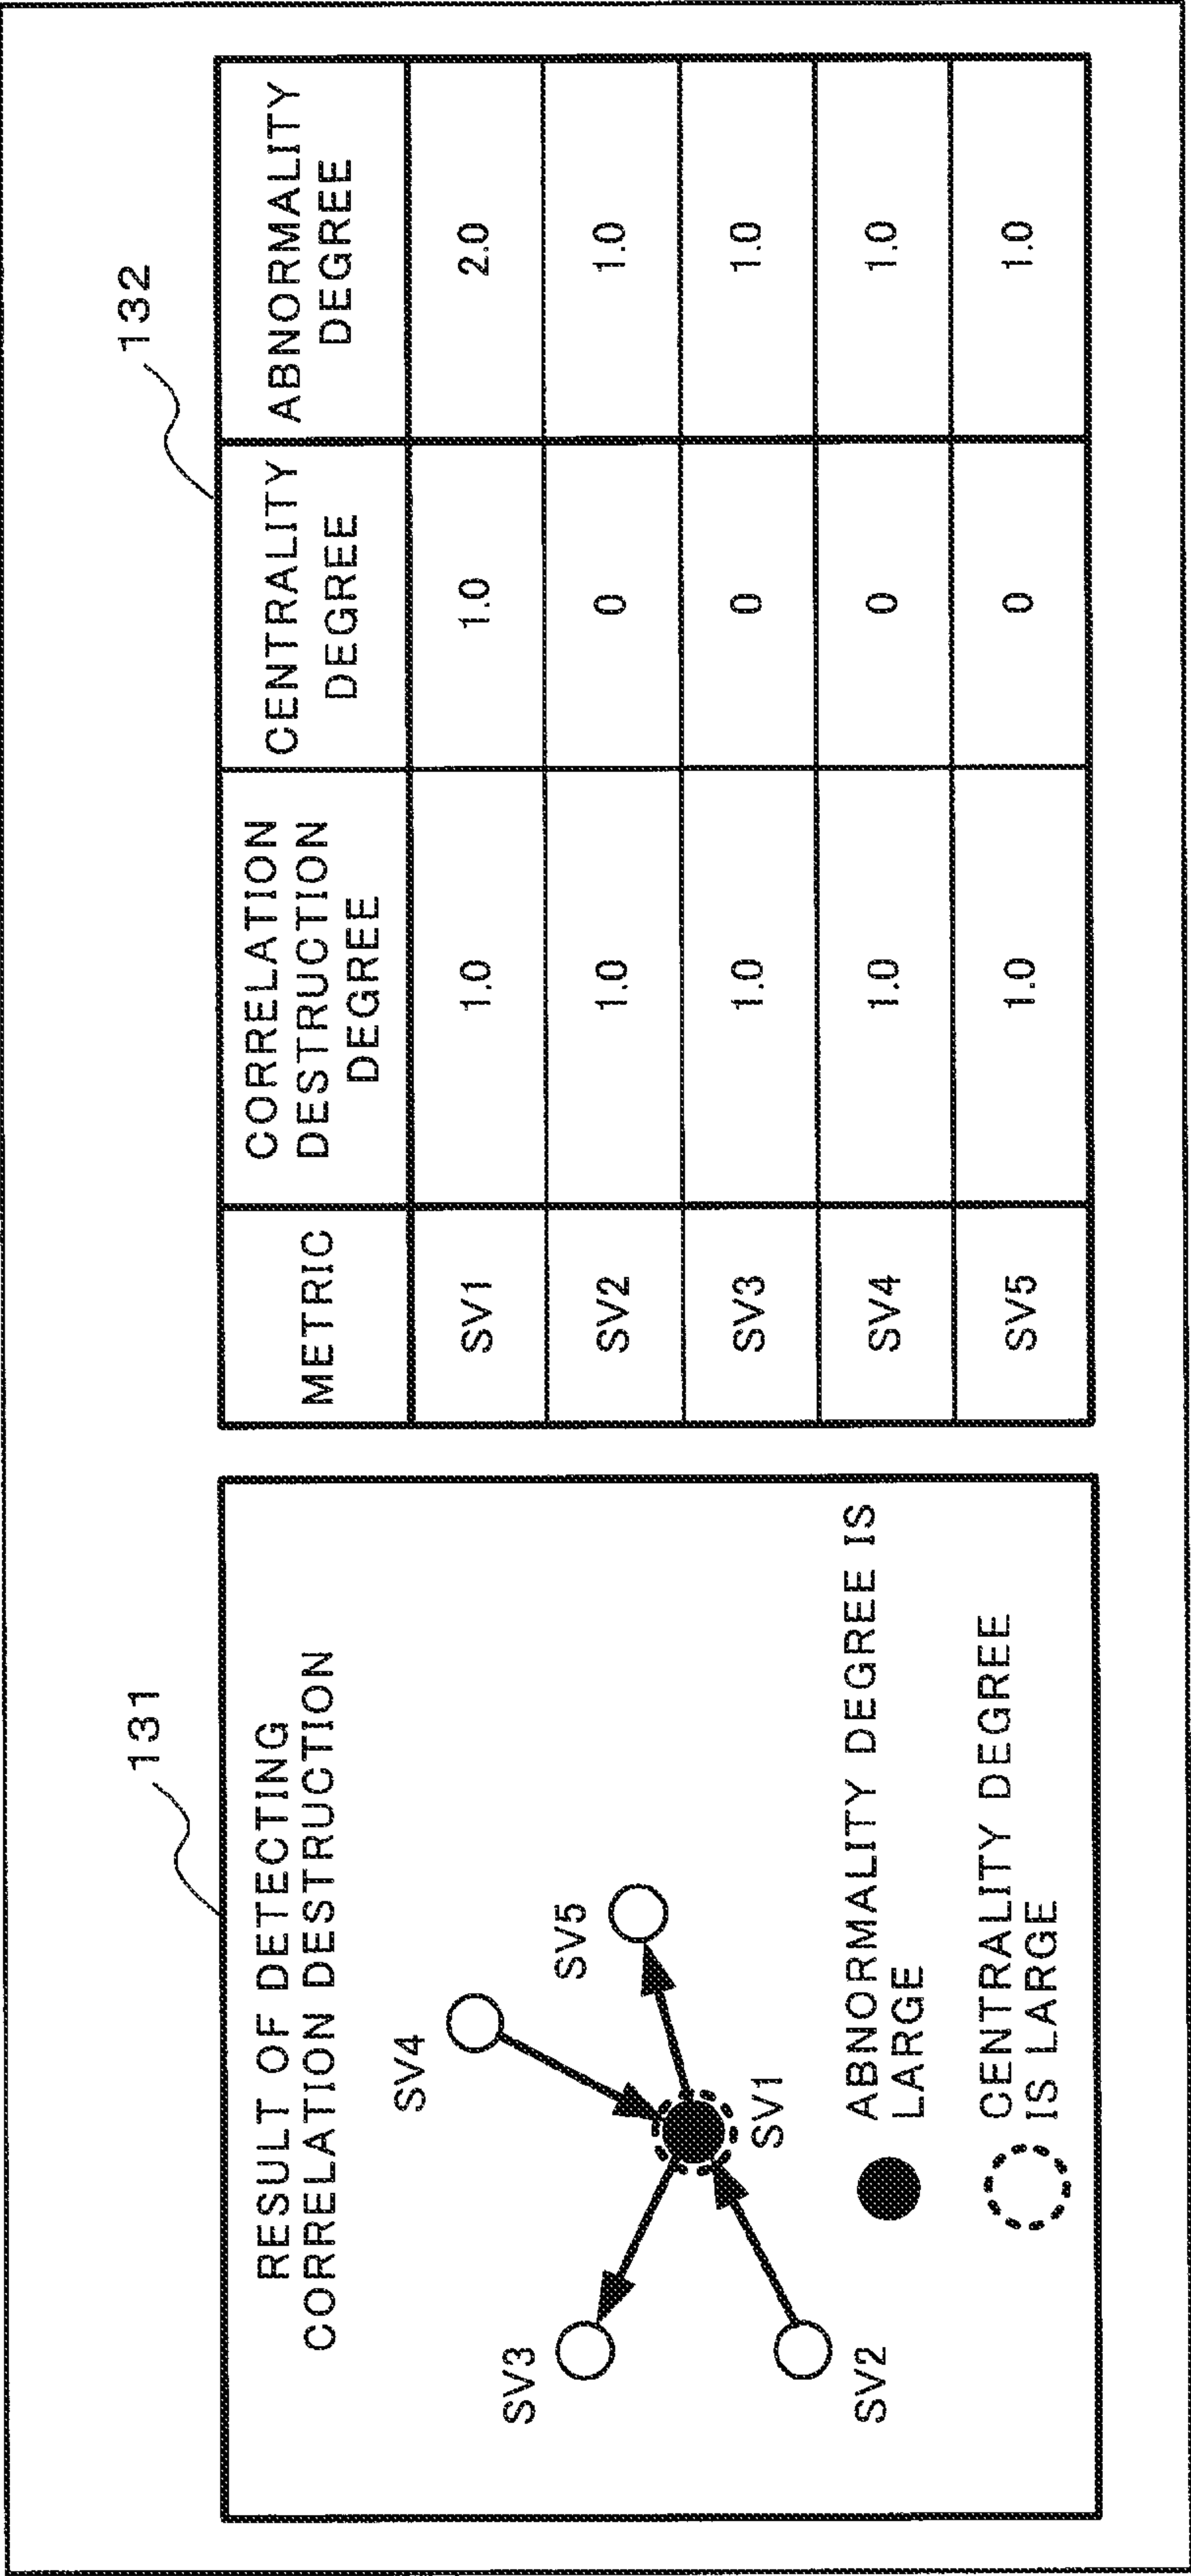 131
RESULT OF DETECTING
CORRELATION DESTRUCTION
SV4
SV5
SV3
SV1
SV2
ABNORMALITY DEGREE IS
LARGE
CENTRALITY DEGREE
IS LARGE
132
METRIC
CORRELATION
DESTRUCTION
DEGREE
CENTRALITY
DEGREE
ABNORMALITY
DEGREE
SV1 1.0 1.0 2.0
SV2 1.0 0 1.0
SV3 1.0 0 1.0
SV4 1.0 0 1.0
SV5 1.0 0 1.0